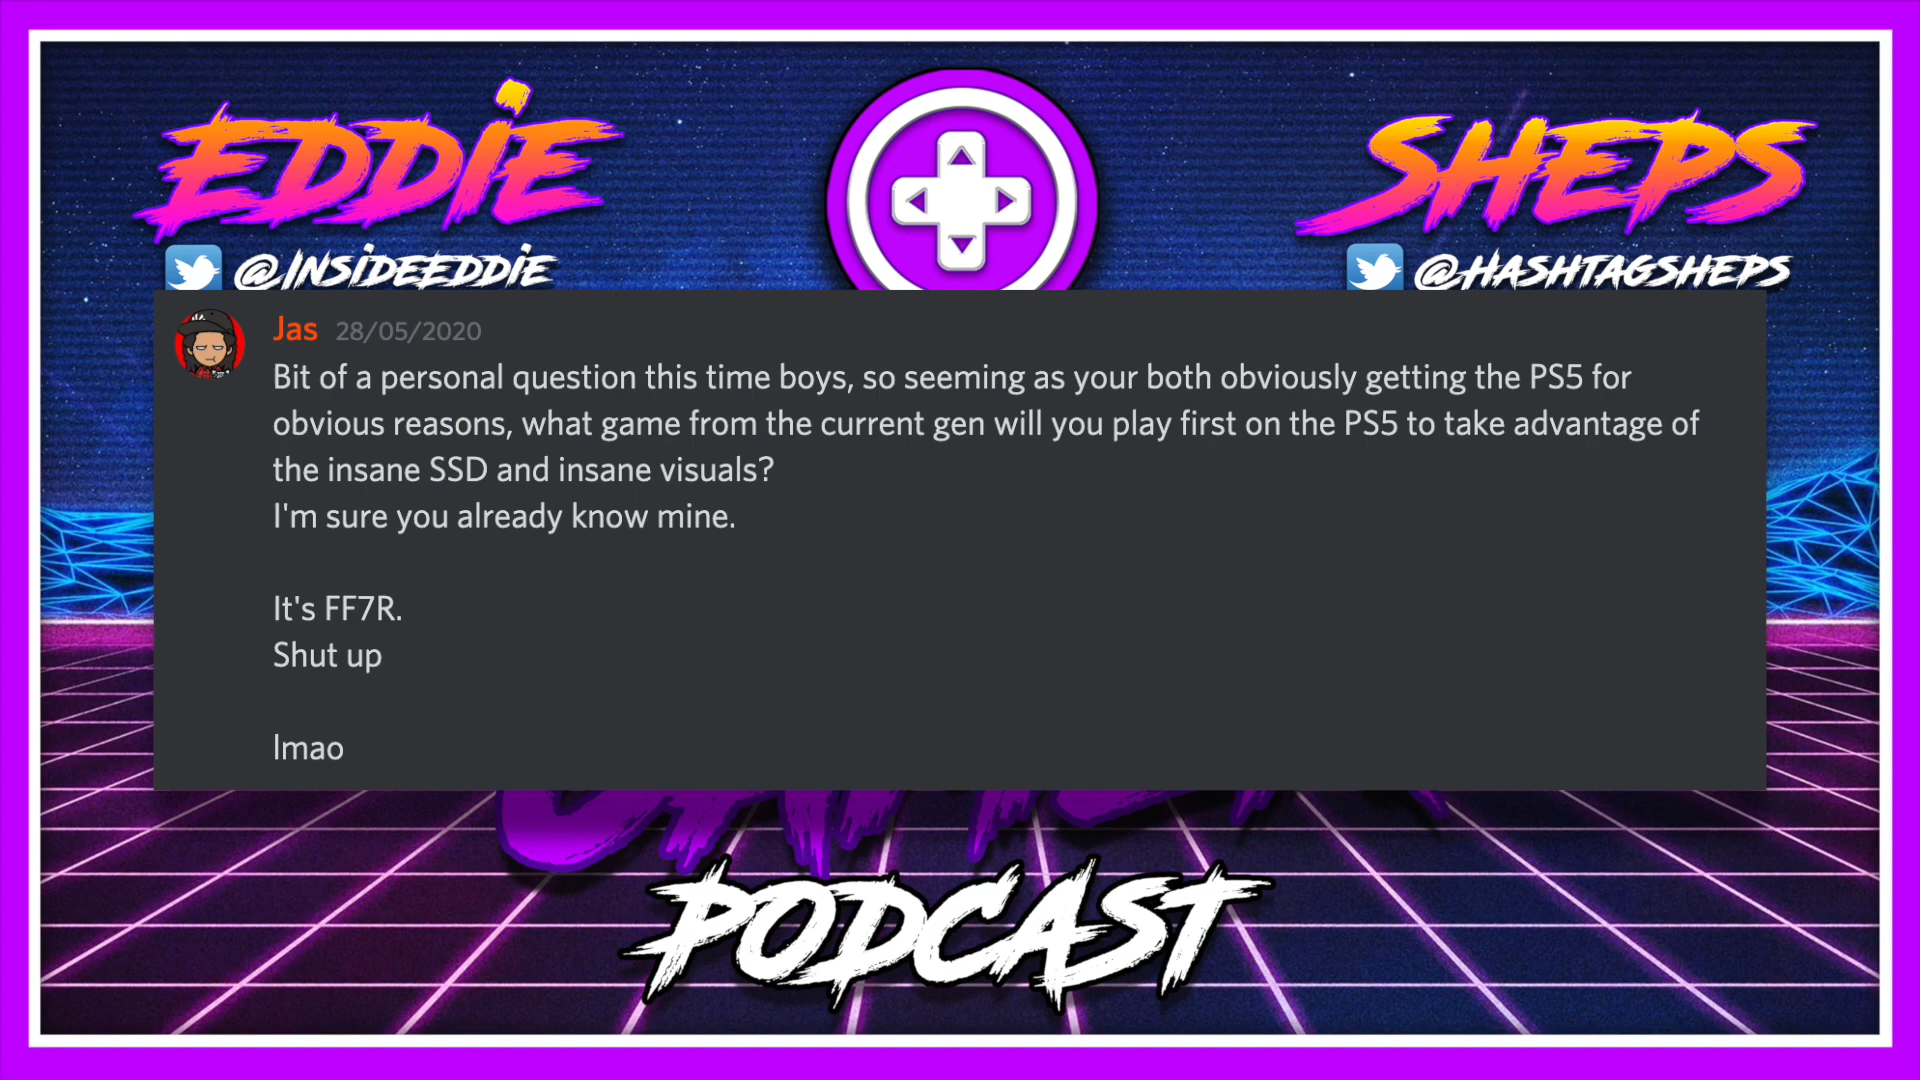 EDDIE
SHEPS
@INSIDEEDDIE
@HASHTAGSHEPS
Jas 28/05/2020
Bit of a personal question this time boys, so seeming as your both obviously getting the PS5 for
obvious reasons, what game from the current gen will you play first on the PS5 to take advantage of
the insane SSD and insane visuals?
I'm sure you already know mine.
It's FF7R.
Shut up
lmao
PODCAST